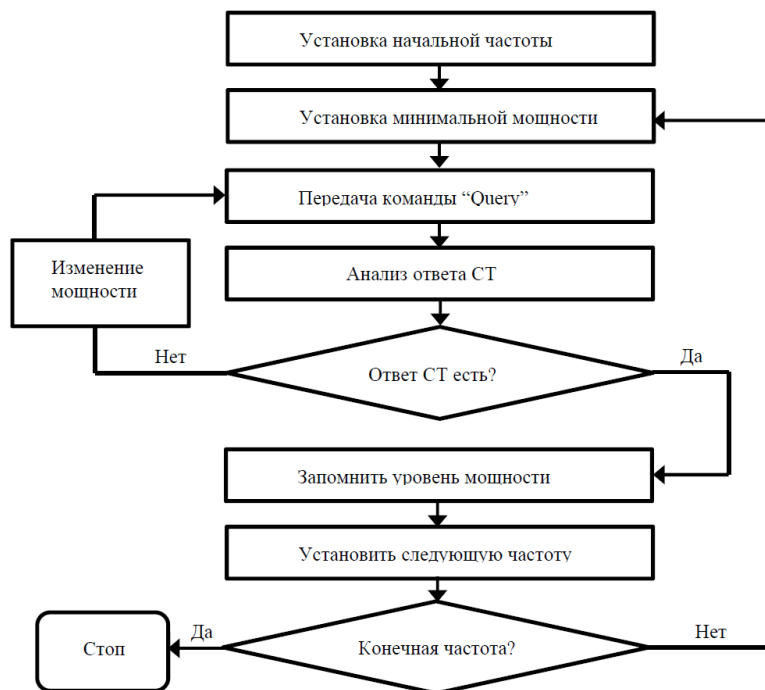 Установка начальной частоты
Установка минимальной мощности
Передача команды “Query”
Изменение
мощности
Анализ ответа СТ
Нет
Да
Ответ СТ есть?
Запомнить уровень мощности
Установить следующую частоту
Стоп
Да
Конечная частота?
Нет